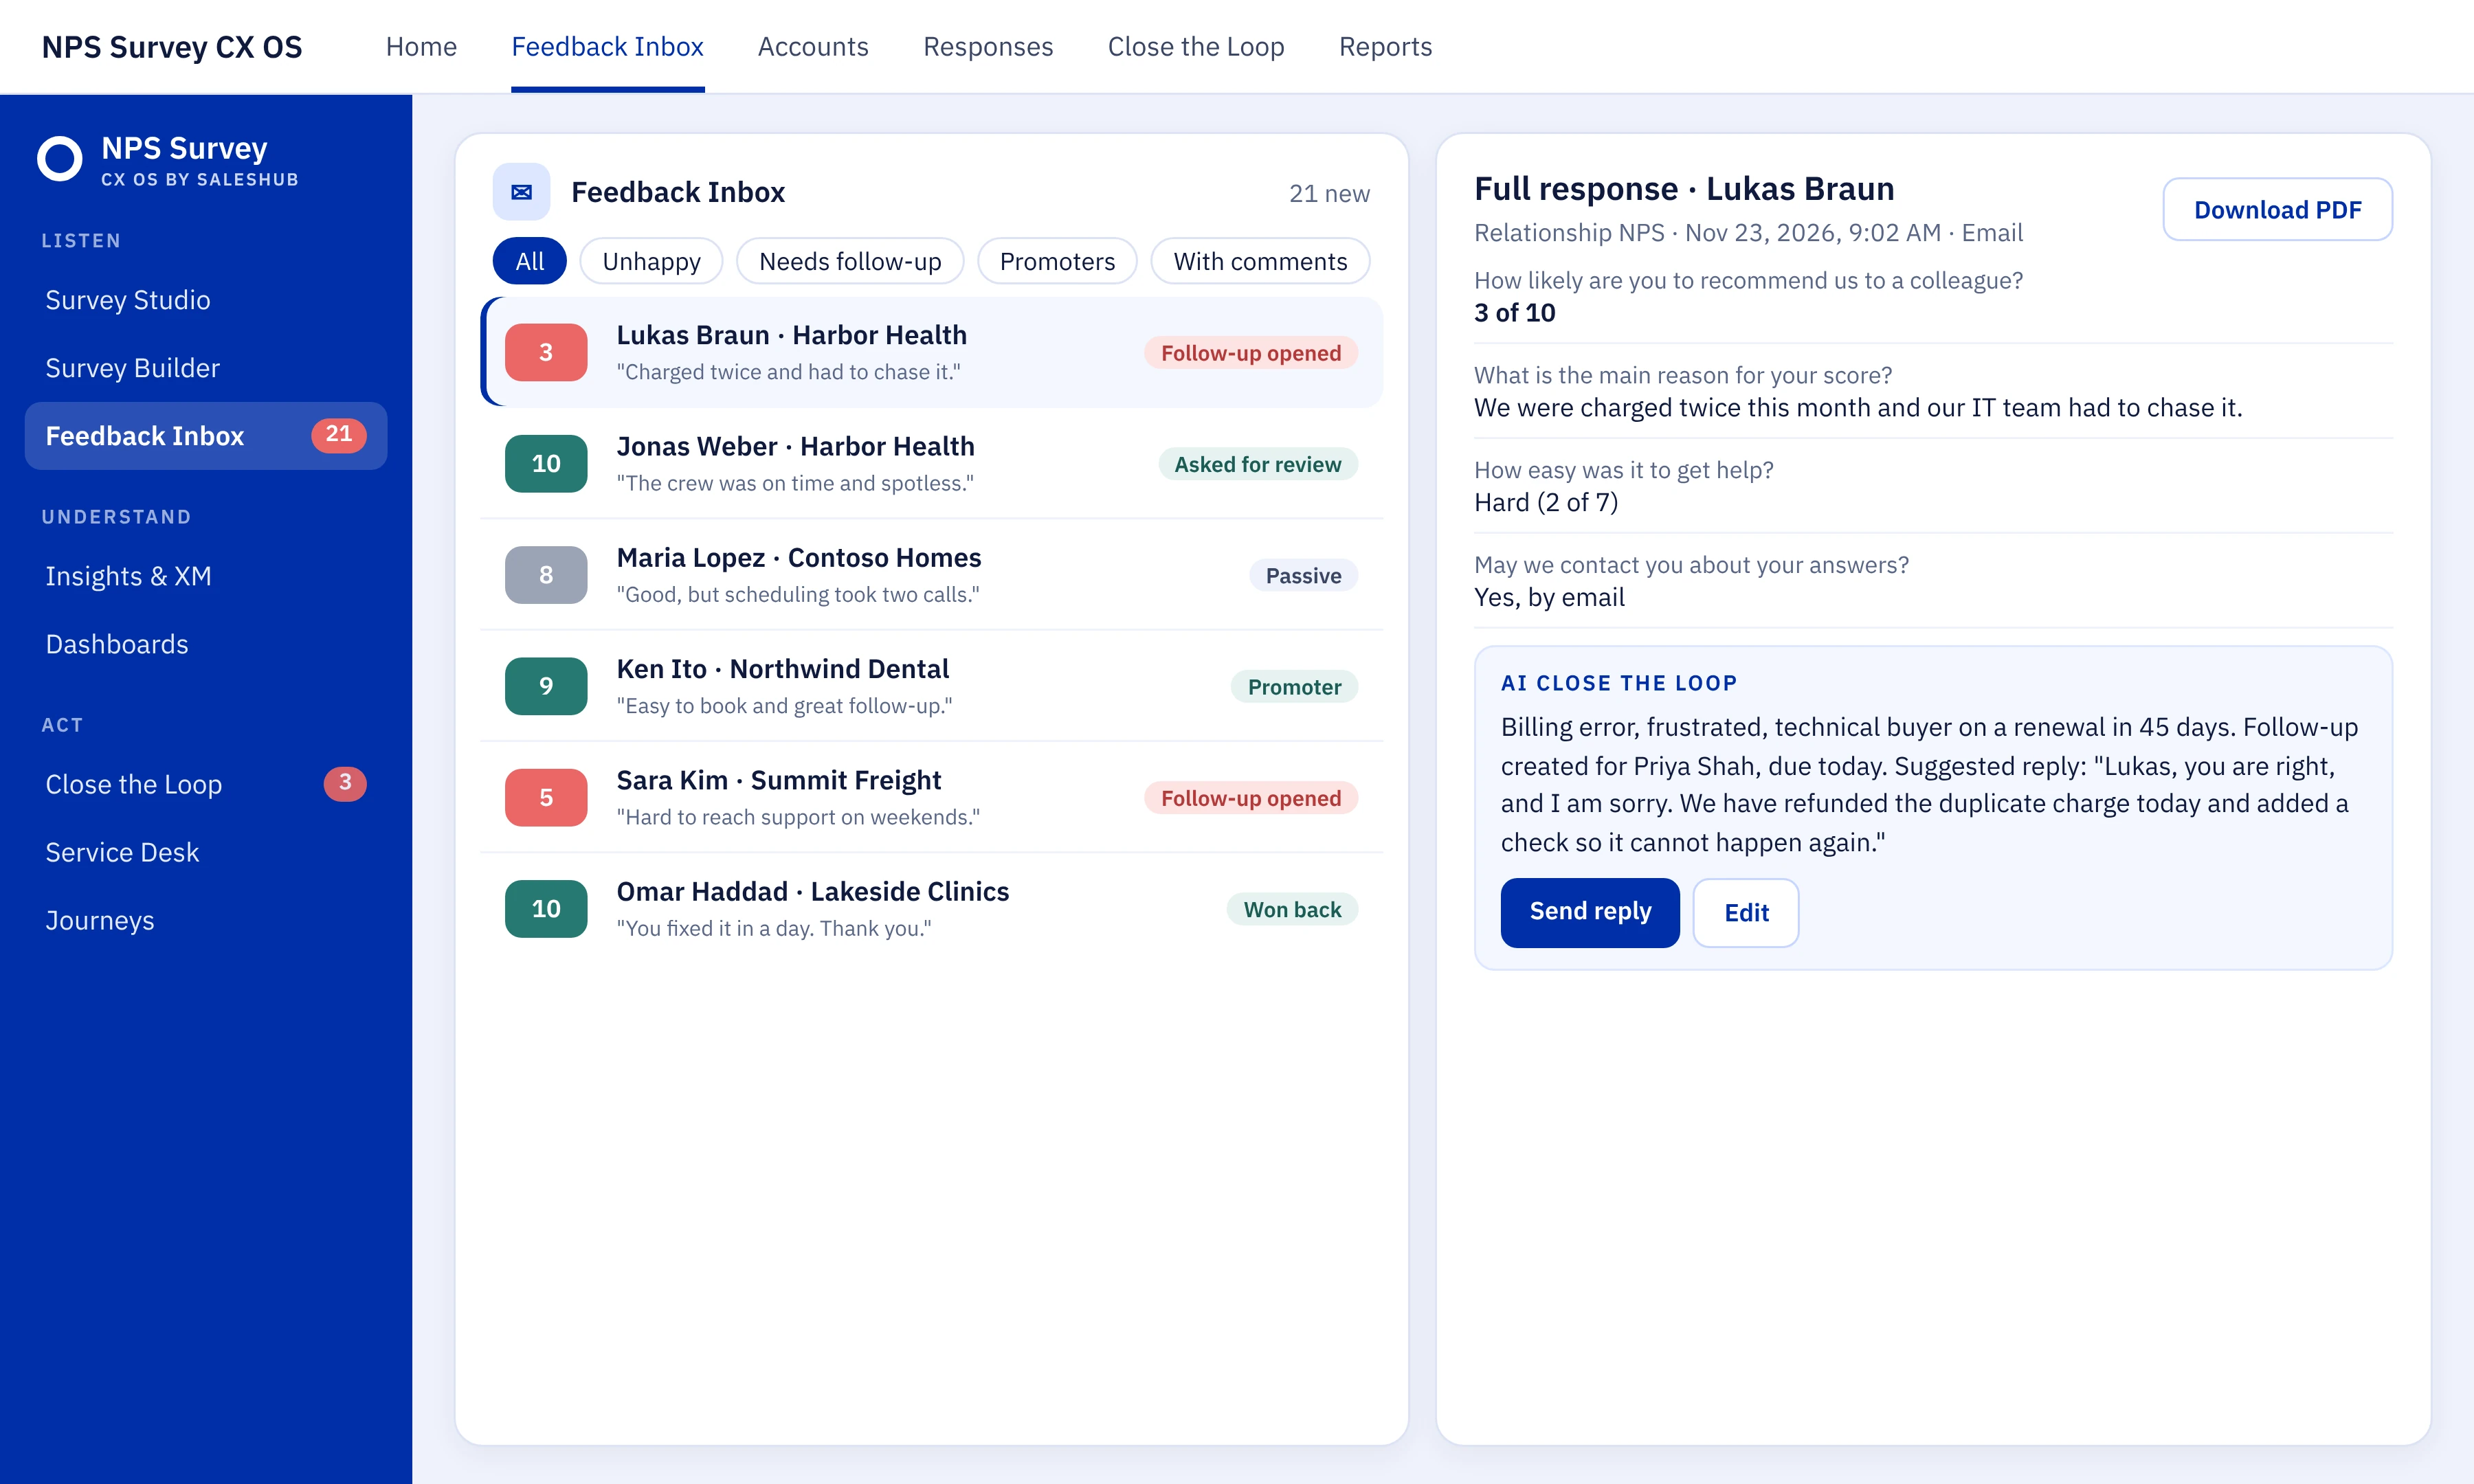 NPS Survey CX OS
Home
Feedback Inbox
Accounts
Responses
Close the Loop
Reports
NPS Survey
CX OS BY SALESHUB
LISTEN
Survey Studio
Survey Builder
Feedback Inbox 21
UNDERSTAND
Insights & XM
Dashboards
ACT
Close the Loop 3
Service Desk
Journeys
✉ Feedback Inbox 21 new
All Unhappy Needs follow-up Promoters With comments
3 Lukas Braun · Harbor Health
"Charged twice and had to chase it."
Follow-up opened
10 Jonas Weber · Harbor Health
"The crew was on time and spotless."
Asked for review
8 Maria Lopez · Contoso Homes
"Good, but scheduling took two calls."
Passive
9 Ken Ito · Northwind Dental
"Easy to book and great follow-up."
Promoter
5 Sara Kim · Summit Freight
"Hard to reach support on weekends."
Follow-up opened
10 Omar Haddad · Lakeside Clinics
"You fixed it in a day. Thank you."
Won back
Full response · Lukas Braun
Relationship NPS · Nov 23, 2026, 9:02 AM · Email
Download PDF
How likely are you to recommend us to a colleague?
3 of 10
What is the main reason for your score?
We were charged twice this month and our IT team had to chase it.
How easy was it to get help?
Hard (2 of 7)
May we contact you about your answers?
Yes, by email
AI CLOSE THE LOOP
Billing error, frustrated, technical buyer on a renewal in 45 days. Follow-up
created for Priya Shah, due today. Suggested reply: "Lukas, you are right,
and I am sorry. We have refunded the duplicate charge today and added a
check so it cannot happen again."
Send reply
Edit